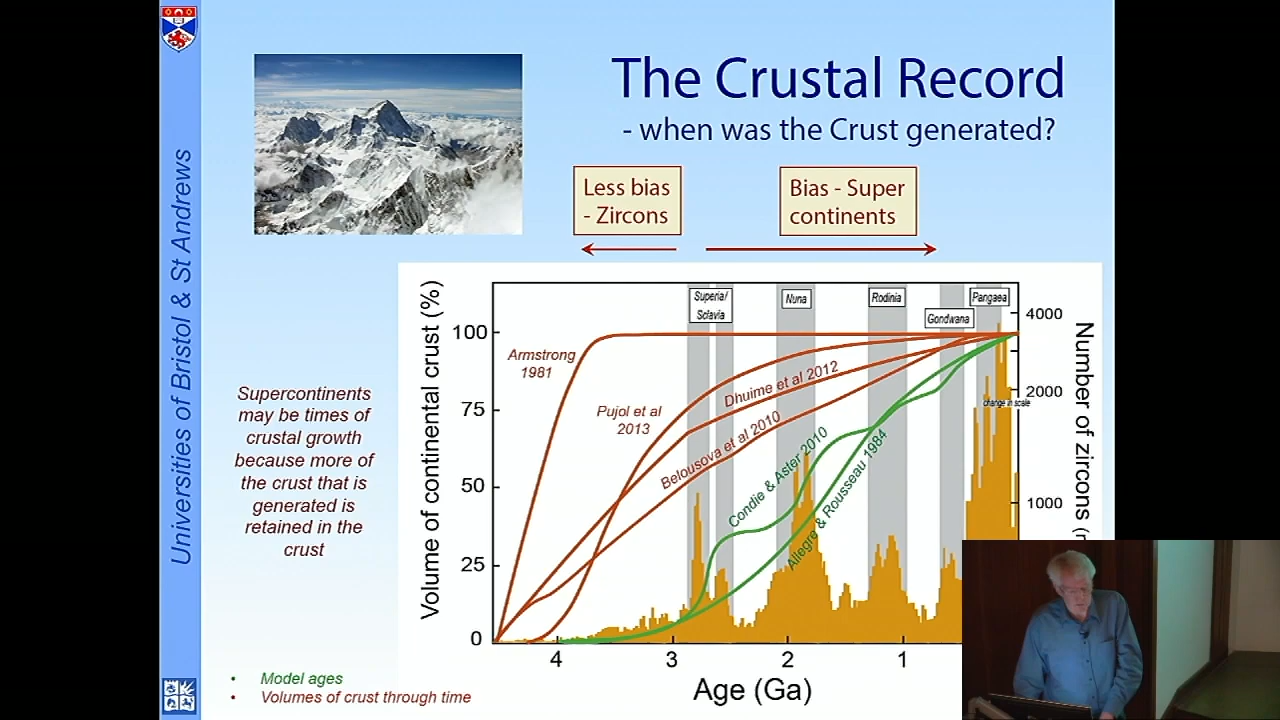 The Crustal Record
- when was the Crust generated?
Less bias
- Zircons
Bias - Super
continents
Universities of Bristol & St Andrews
Supercontinents
may be times of
crustal growth
because more of
the crust that is
generated is
retained in the
crust
Volume of continental crust (%)
100
75
50
25
0
Superia/
Sclavia
Nuna
Rodinia
Gondwana
Pangaea
Armstrong
1981
Pujol et al
2013
Dhuime et al 2012
Belousova et al 2010
Condie & Aster 2010
Allegre & Rousseau 1984
change in scale
4000
2000
1000
Number of zircons
4
3
2
1
Age (Ga)
• Model ages
• Volumes of crust through time